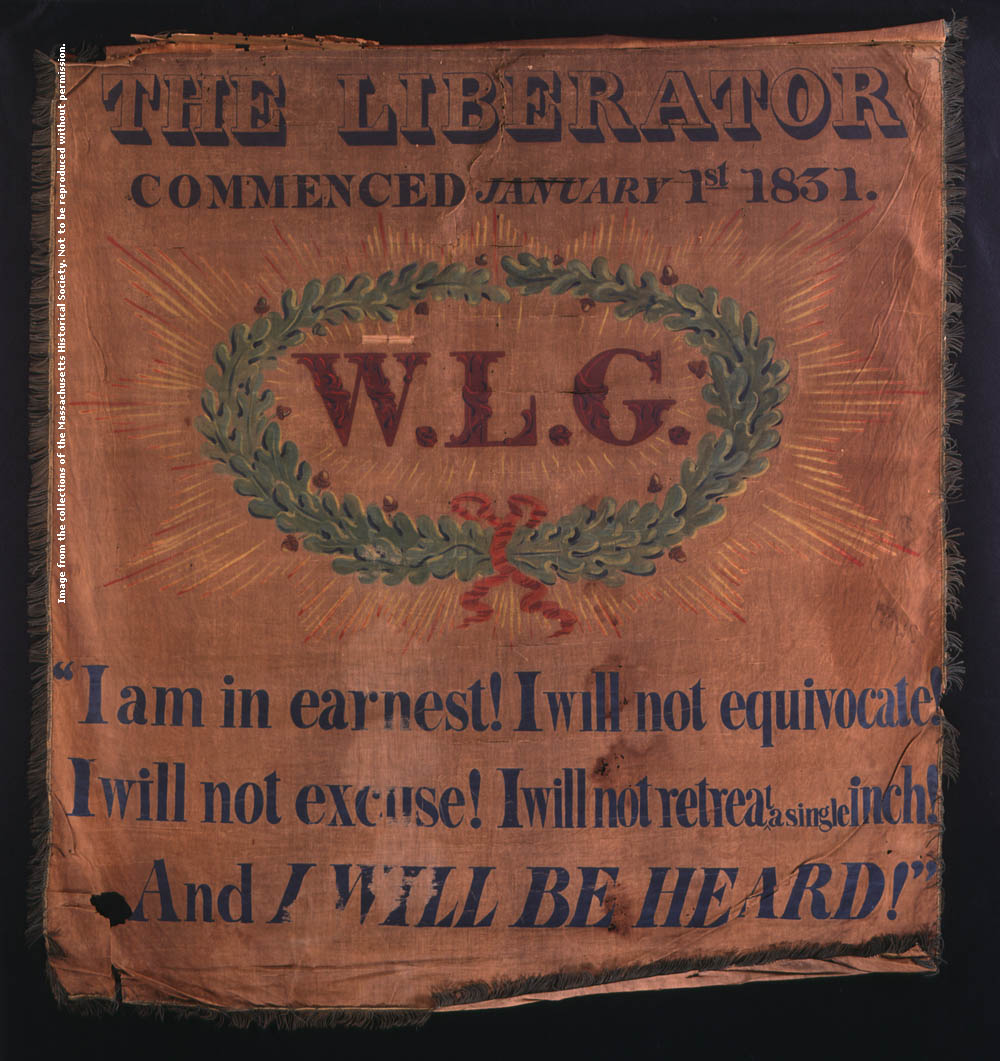 THE LIBERATOR
COMMENCED JANUARY 1st 1831.
W.L.G.
“I am in earnest! I will not equivocate!
I will not excuse! I will not retreat a single inch!
And I WILL BE HEARD!”
Image from the collections of the Massachusetts Historical Society. Not to be reproduced without permission.